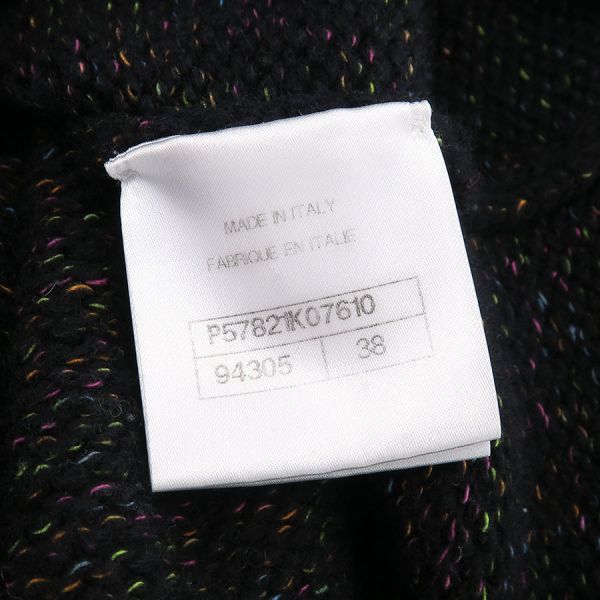 MADE IN ITALY
FABRIQUE EN ITALIE
P57821K07610
94305 38